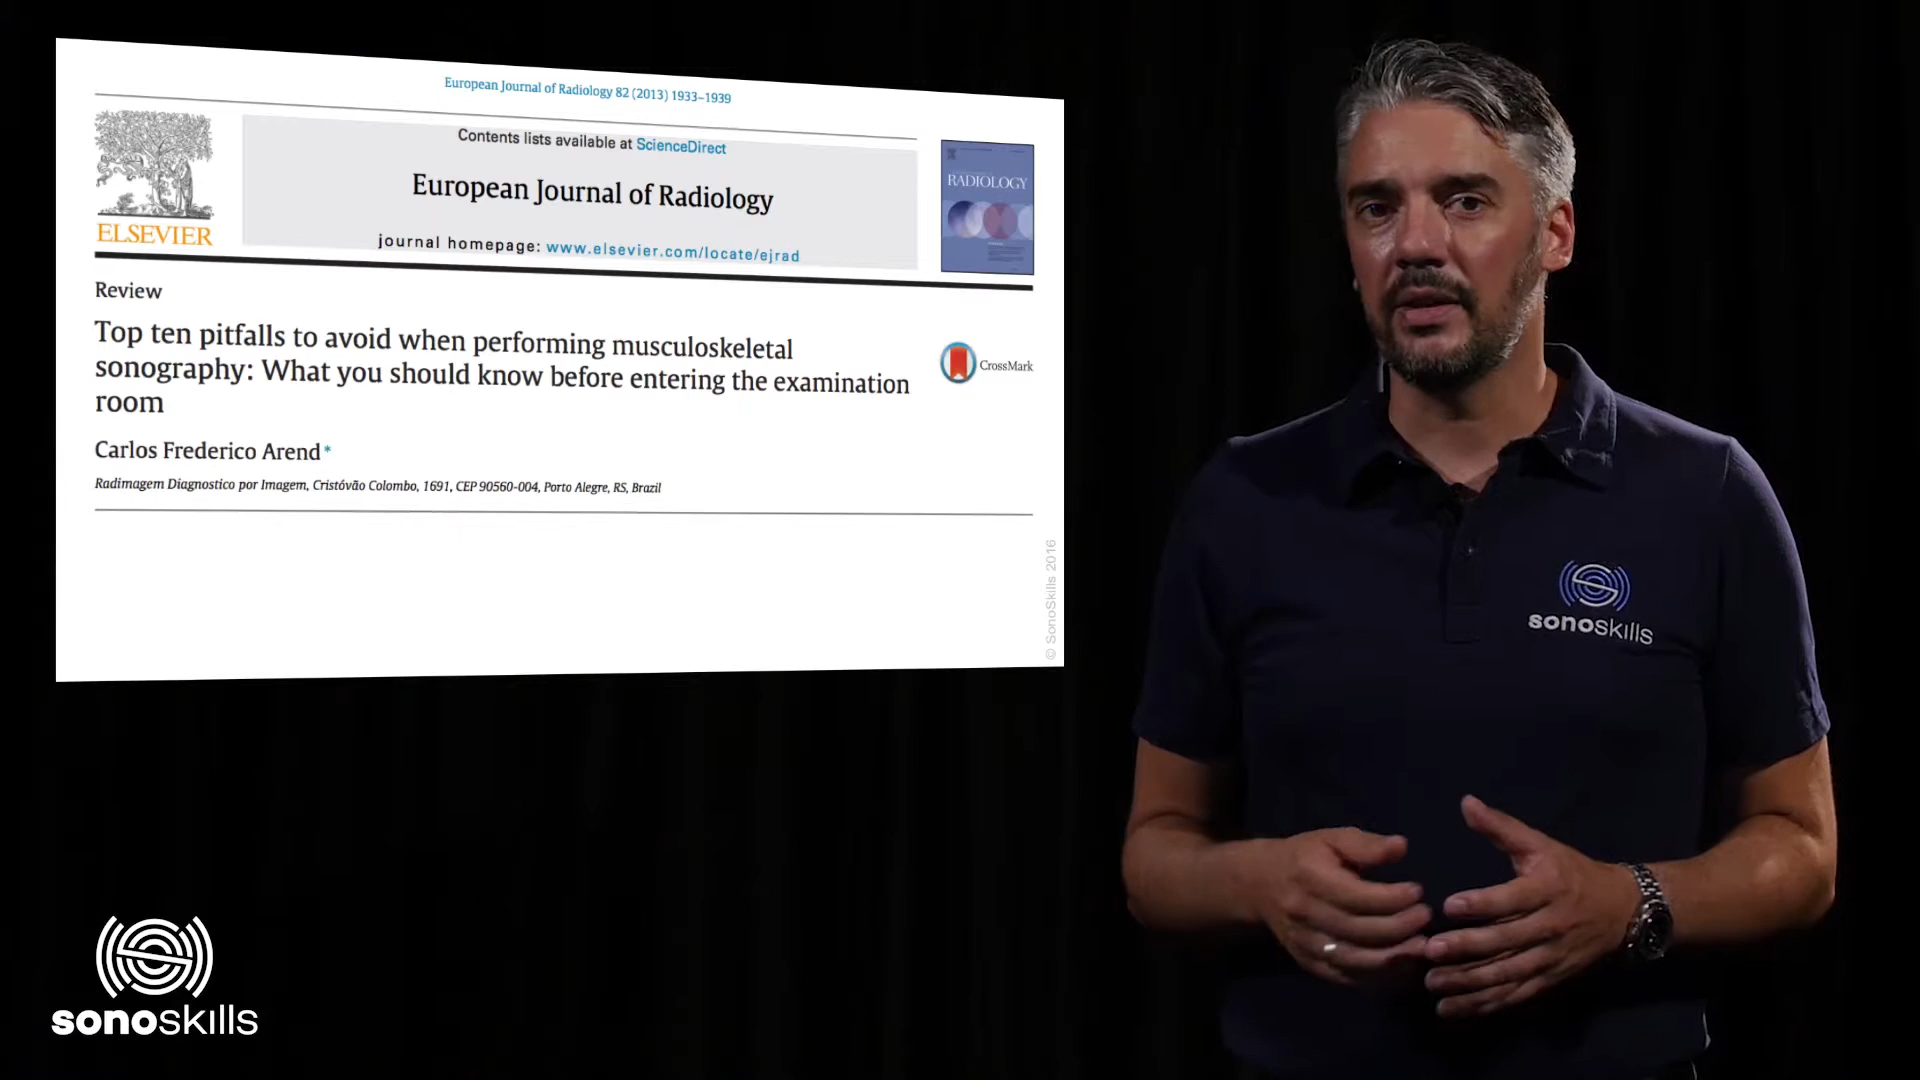 European Journal of Radiology 82 (2013) 1933–1939
Contents lists available at ScienceDirect
European Journal of Radiology
journal homepage: www.elsevier.com/locate/ejrad
ELSEVIER
RADIOLOGY
Review
Top ten pitfalls to avoid when performing musculoskeletal
sonography: What you should know before entering the examination
room
CrossMark
Carlos Frederico Arend*
Radimagem Diagnostico por Imagem, Cristóvão Colombo, 1691, CEP 90560-004, Porto Alegre, RS, Brazil
© SonoSkills 2016
sonoskills
sonoskills